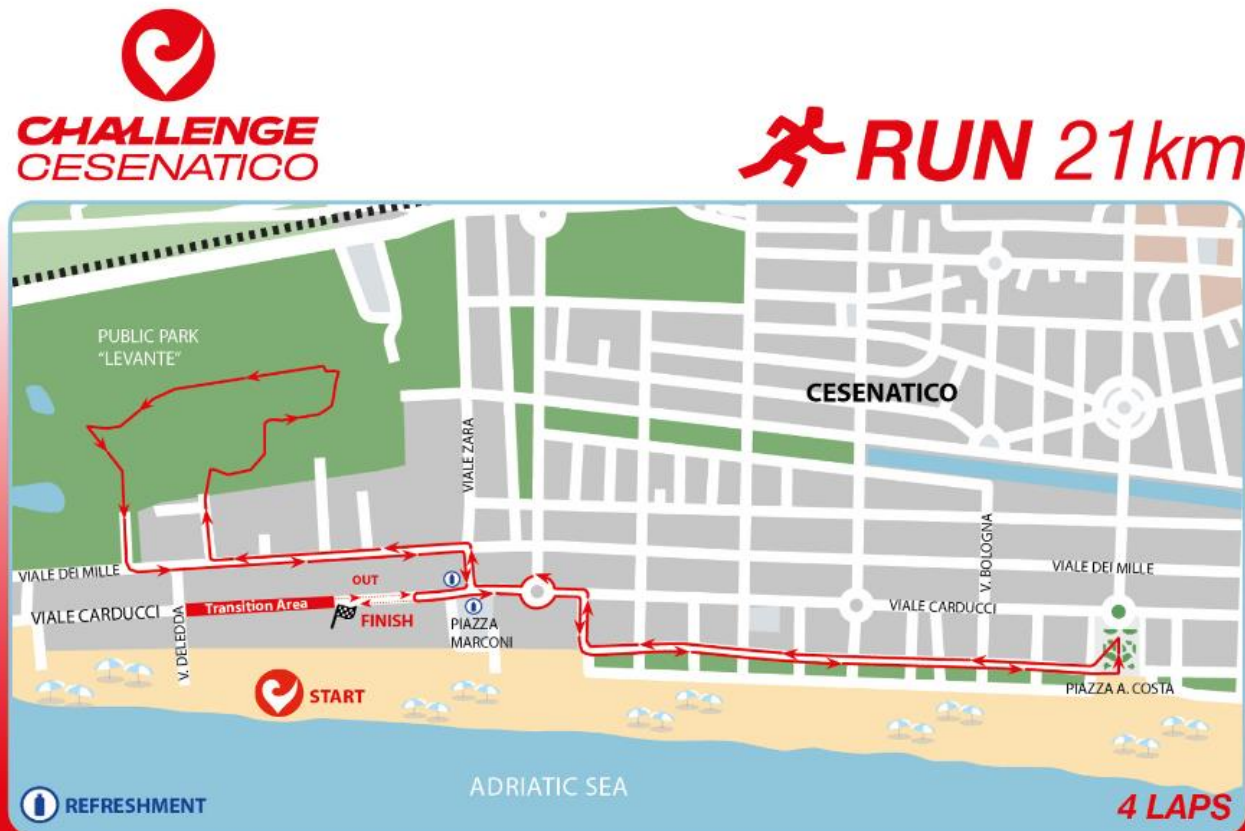 CHALLENGE
CESENATICO
RUN 21km
PUBLIC PARK
"LEVANTE"
CESENATICO
VIALE ZARA
V. BOLOGNA
VIALE DEI MILLE
VIALE DEI MILLE
OUT
VIALE CARDUCCI
Transition Area
VIALE CARDUCCI
FINISH
PIAZZA
MARCONI
V. DELEDDA
START
PIAZZA A. COSTA
ADRIATIC SEA
REFRESHMENT
4 LAPS